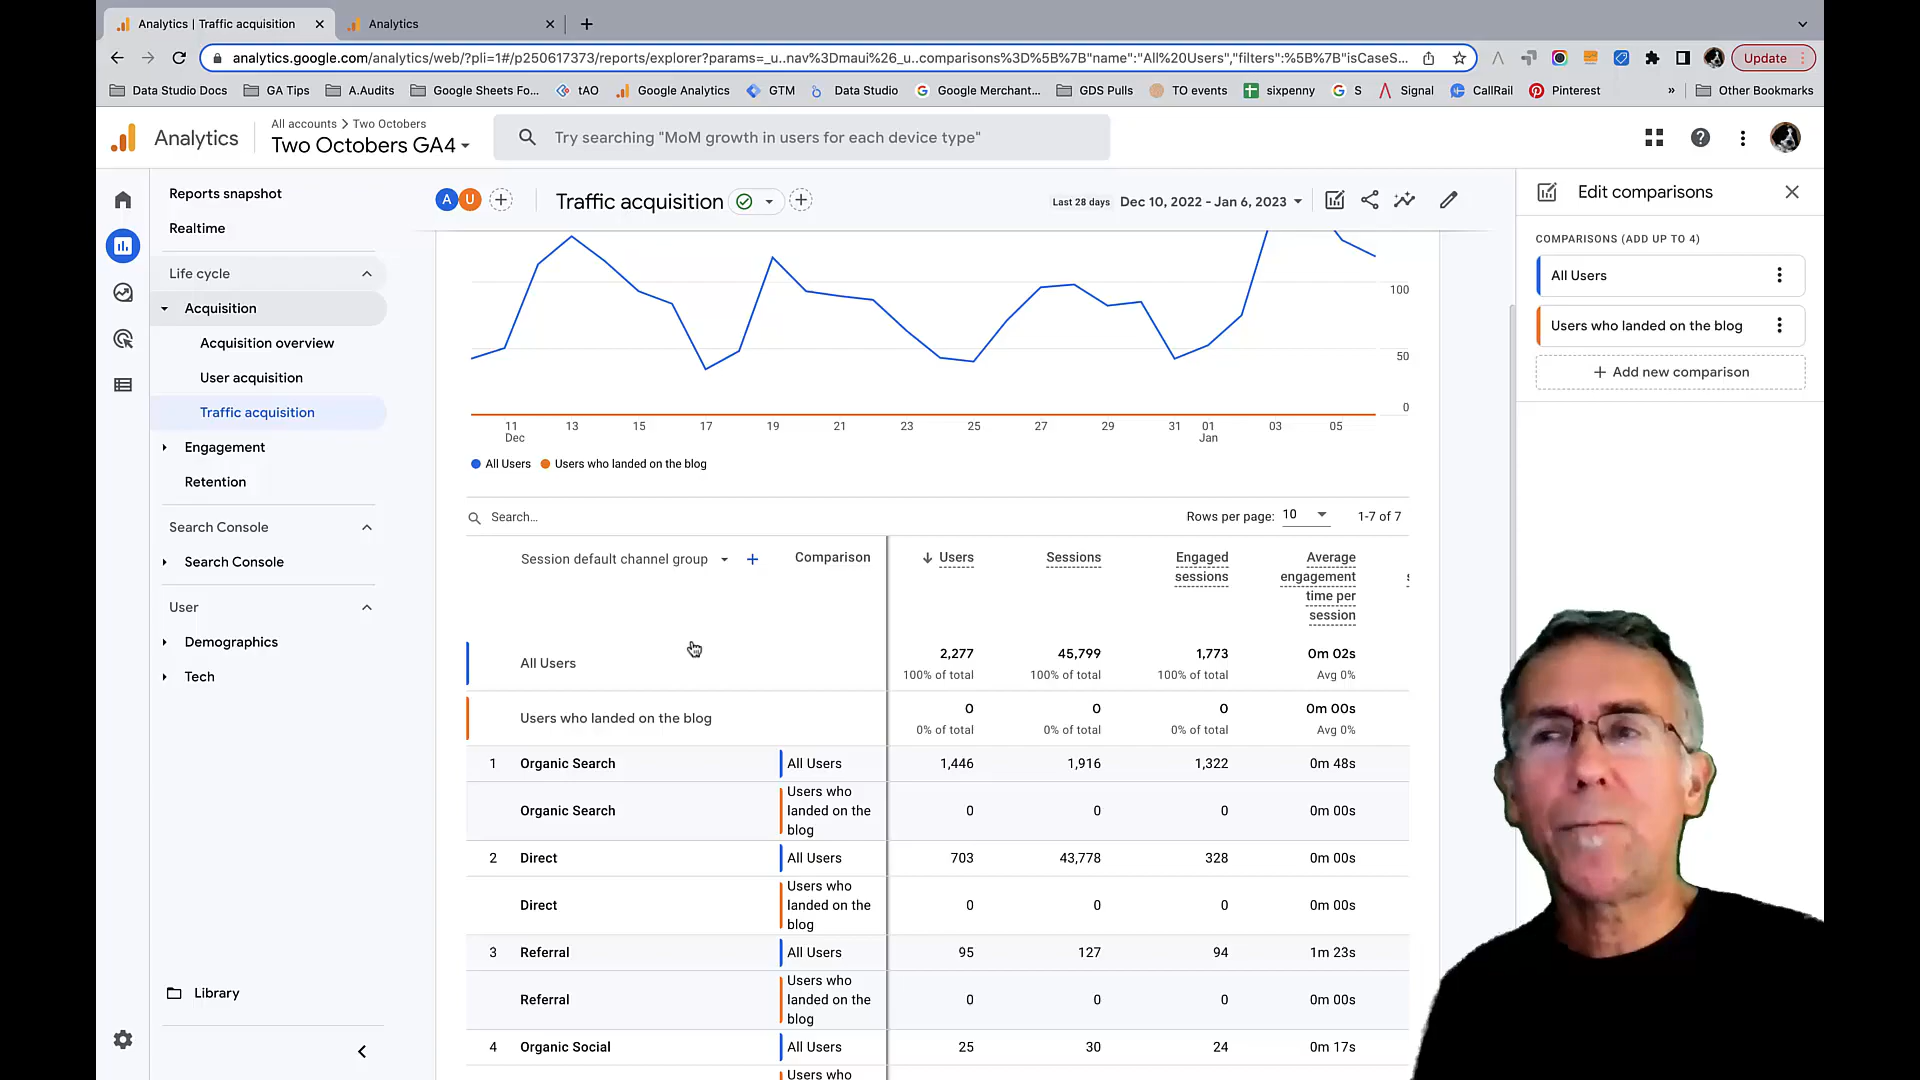 Analytics | Traffic acquisition
Analytics
analytics.google.com/analytics/web/?pli=1#/p250617373/reports/explorer?params=_u..nav%3Dmaui%26_u..comparisons%3D%5B%7B"name":"All%20Users","filters":%5B%7B"isCaseS...
Update
Data Studio Docs
GA Tips
A.Audits
Google Sheets Fo...
tAO
Google Analytics
GTM
Data Studio
Google Merchant...
GDS Pulls
TO events
sixpenny
S
Signal
CallRail
Pinterest
»
Other Bookmarks
Analytics
All accounts > Two Octobers
Two Octobers GA4
Try searching "MoM growth in users for each device type"
Reports snapshot
Realtime
Life cycle
Acquisition
Acquisition overview
User acquisition
Traffic acquisition
Engagement
Retention
Search Console
Search Console
User
Demographics
Tech
Library
A U
Traffic acquisition
Last 28 days Dec 10, 2022 - Jan 6, 2023
100
50
0
11 13 15 17 19 21 23 25 27 29 31 01 03 05
Dec Jan
All Users Users who landed on the blog
Search...
Rows per page: 10 1-7 of 7
Session default channel group + Comparison Users Sessions Engaged sessions Average engagement time per session
All Users 2,277 45,799 1,773 0m 02s
100% of total 100% of total 100% of total Avg 0%
Users who landed on the blog 0 0 0 0m 00s
0% of total 0% of total 0% of total Avg 0%
1 Organic Search All Users 1,446 1,916 1,322 0m 48s
Organic Search Users who landed on the blog 0 0 0 0m 00s
2 Direct All Users 703 43,778 328 0m 00s
Direct Users who landed on the blog 0 0 0 0m 00s
3 Referral All Users 95 127 94 1m 23s
Referral Users who landed on the blog 0 0 0 0m 00s
4 Organic Social All Users 25 30 24 0m 17s
Users who
Edit comparisons
COMPARISONS (ADD UP TO 4)
All Users
Users who landed on the blog
+ Add new comparison